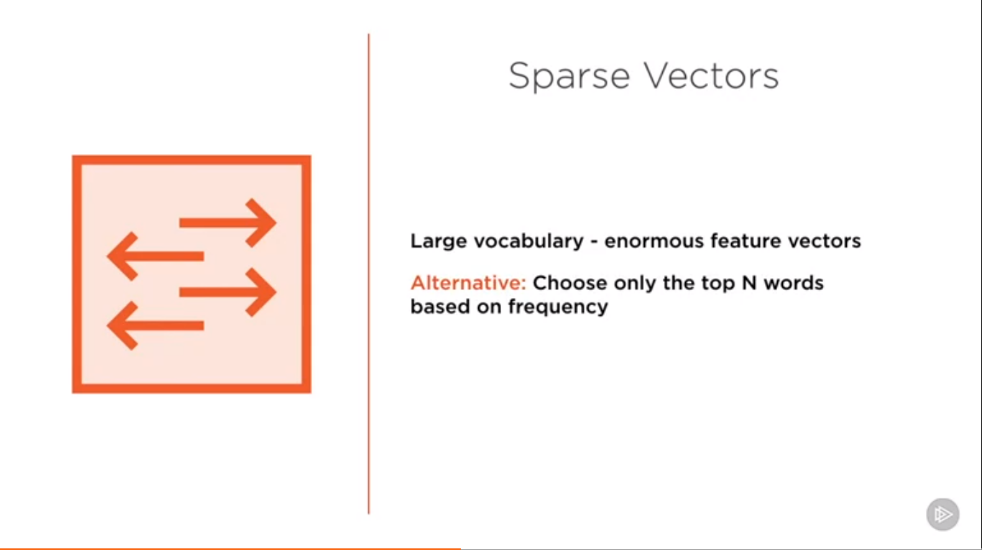 Sparse Vectors
Large vocabulary - enormous feature vectors
Alternative: Choose only the top N words
based on frequency